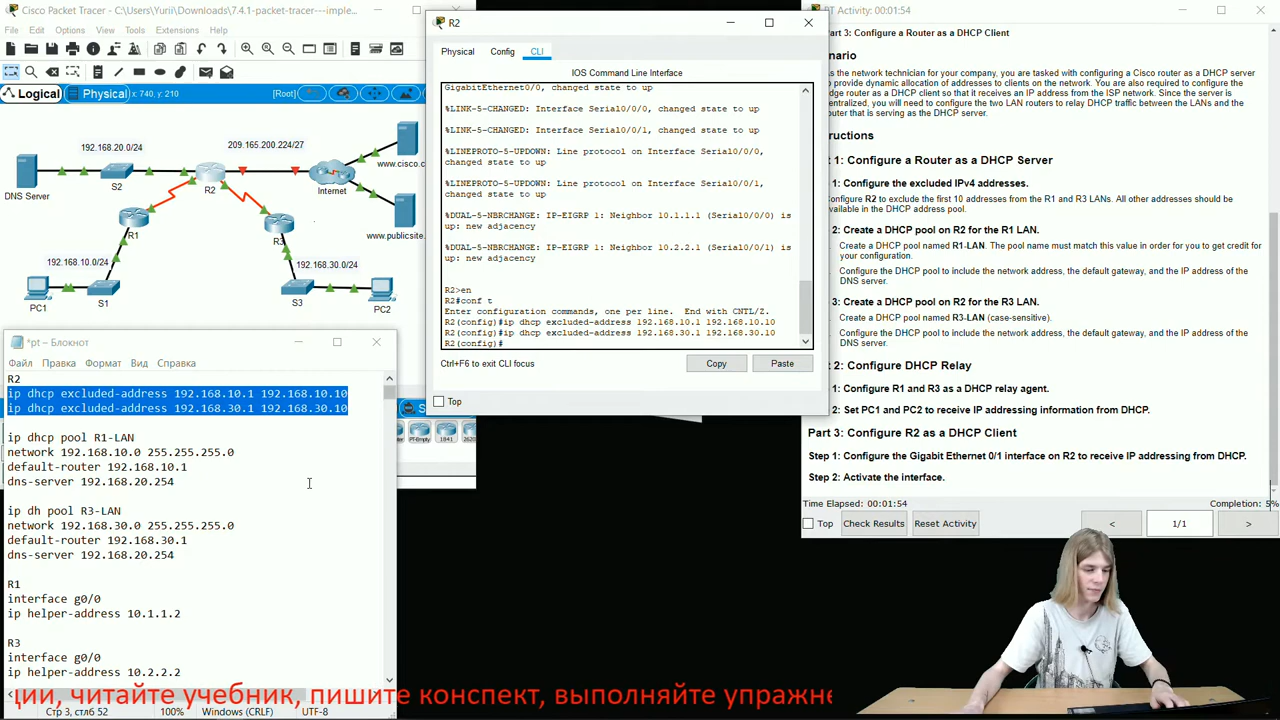 Cisco Packet Tracer - C:\Users\Yurii\Downloads\7.4.1-packet-tracer---imple...
File Edit Options View Tools Extensions Help
Logical Physical x: 740, y: 210 [Root]
192.168.20.0/24
209.165.200.224/27
DNS Server
S2
R2
Internet
www.cisco.c
www.publicsite.
R1
R3
192.168.10.0/24
192.168.30.0/24
PC1
S1
S3
PC2
PT-Empty
1841
R2
Physical Config CLI
IOS Command Line Interface
GigabitEthernet0/0, changed state to up
%LINK-5-CHANGED: Interface Serial0/0/0, changed state to up
%LINK-5-CHANGED: Interface Serial0/0/1, changed state to up
%LINEPROTO-5-UPDOWN: Line protocol on Interface Serial0/0/0,
changed state to up
%LINEPROTO-5-UPDOWN: Line protocol on Interface Serial0/0/1,
changed state to up
%DUAL-5-NBRCHANGE: IP-EIGRP 1: Neighbor 10.1.1.1 (Serial0/0/0) is
up: new adjacency
%DUAL-5-NBRCHANGE: IP-EIGRP 1: Neighbor 10.2.2.1 (Serial0/0/1) is
up: new adjacency
R2>en
R2#conf t
Enter configuration commands, one per line. End with CNTL/Z.
R2(config)#ip dhcp excluded-address 192.168.10.1 192.168.10.10
R2(config)#ip dhcp excluded-address 192.168.30.1 192.168.30.10
R2(config)#
Ctrl+F6 to exit CLI focus
Copy
Paste
Top
*pt – Блокнот
Файл Правка Формат Вид Справка
R2
ip dhcp excluded-address 192.168.10.1 192.168.10.10
ip dhcp excluded-address 192.168.30.1 192.168.30.10
ip dhcp pool R1-LAN
network 192.168.10.0 255.255.255.0
default-router 192.168.10.1
dns-server 192.168.20.254
ip dh pool R3-LAN
network 192.168.30.0 255.255.255.0
default-router 192.168.30.1
dns-server 192.168.20.254
R1
interface g0/0
ip helper-address 10.1.1.2
R3
interface g0/0
ip helper-address 10.2.2.2
Стр 3, стлб 52 100% Windows (CRLF) UTF-8
PT Activity: 00:01:54
art 3: Configure a Router as a DHCP Client
nario
s the network technician for your company, you are tasked with configuring a Cisco router as a DHCP server
o provide dynamic allocation of addresses to clients on the network. You are also required to configure the
dge router as a DHCP client so that it receives an IP address from the ISP network. Since the server is
entralized, you will need to configure the two LAN routers to relay DHCP traffic between the LANs and the
outer that is serving as the DHCP server.
ructions
1: Configure a Router as a DHCP Server
1: Configure the excluded IPv4 addresses.
onfigure R2 to exclude the first 10 addresses from the R1 and R3 LANs. All other addresses should be
vailable in the DHCP address pool.
2: Create a DHCP pool on R2 for the R1 LAN.
Create a DHCP pool named R1-LAN. The pool name must match this value in order for you to get credit for
your configuration.
Configure the DHCP pool to include the network address, the default gateway, and the IP address of the
DNS server.
3: Create a DHCP pool on R2 for the R3 LAN.
Create a DHCP pool named R3-LAN (case-sensitive).
Configure the DHCP pool to include the network address, the default gateway, and the IP address of the
DNS server.
2: Configure DHCP Relay
1: Configure R1 and R3 as a DHCP relay agent.
2: Set PC1 and PC2 to receive IP addressing information from DHCP.
Part 3: Configure R2 as a DHCP Client
Step 1: Configure the Gigabit Ethernet 0/1 interface on R2 to receive IP addressing from DHCP.
Step 2: Activate the interface.
Time Elapsed: 00:01:54 Completion: 5%
Top Check Results Reset Activity < 1/1 >
ции, читайте учебник, пишите конспект, выполняйте упражне